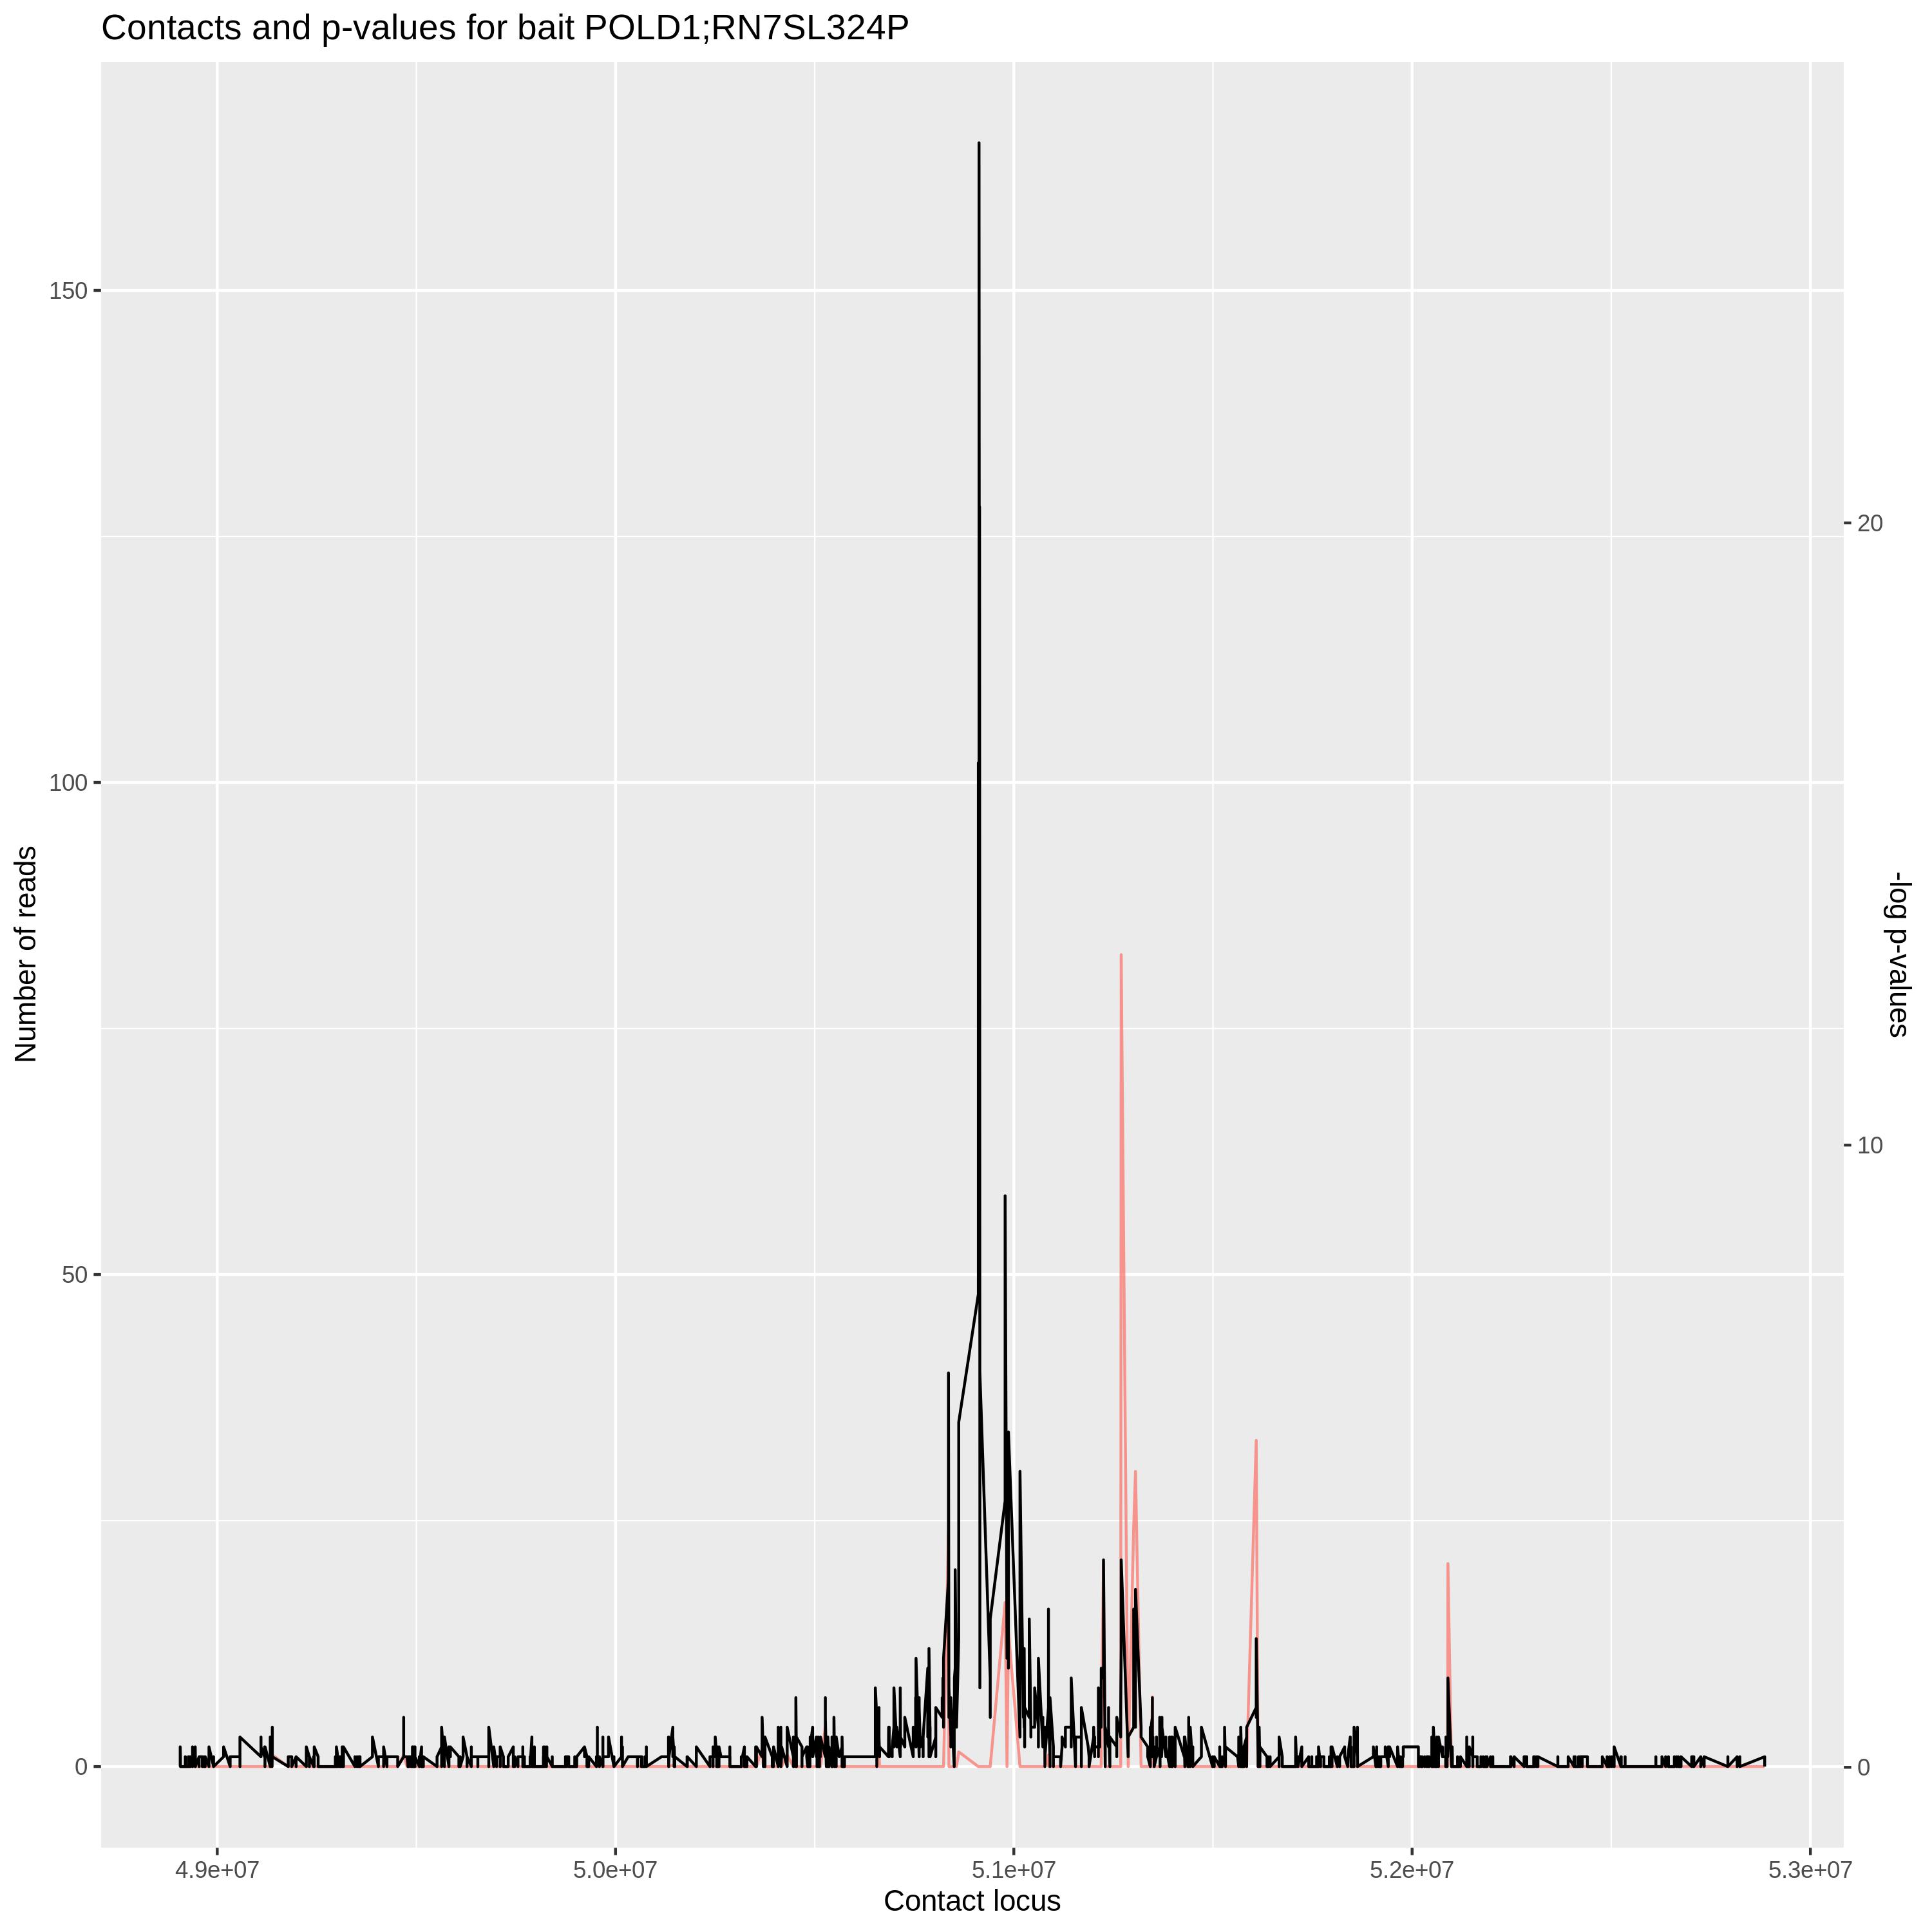 Contacts and p-values for bait POLD1;RN7SL324P
150
100
50
0
Number of reads
20
10
0
-log p-values
4.9e+07 5.0e+07 5.1e+07 5.2e+07 5.3e+07
Contact locus